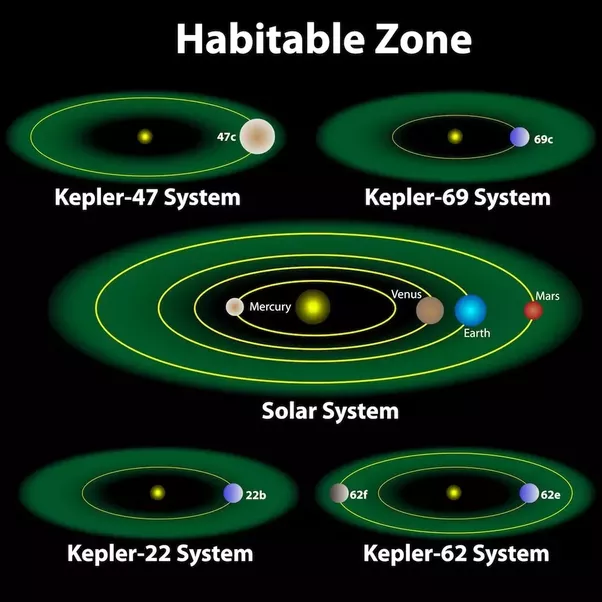 Habitable Zone
47c
69c
Kepler-47 System
Kepler-69 System
Mercury
Venus
Earth
Mars
Solar System
22b
62f
62e
Kepler-22 System
Kepler-62 System